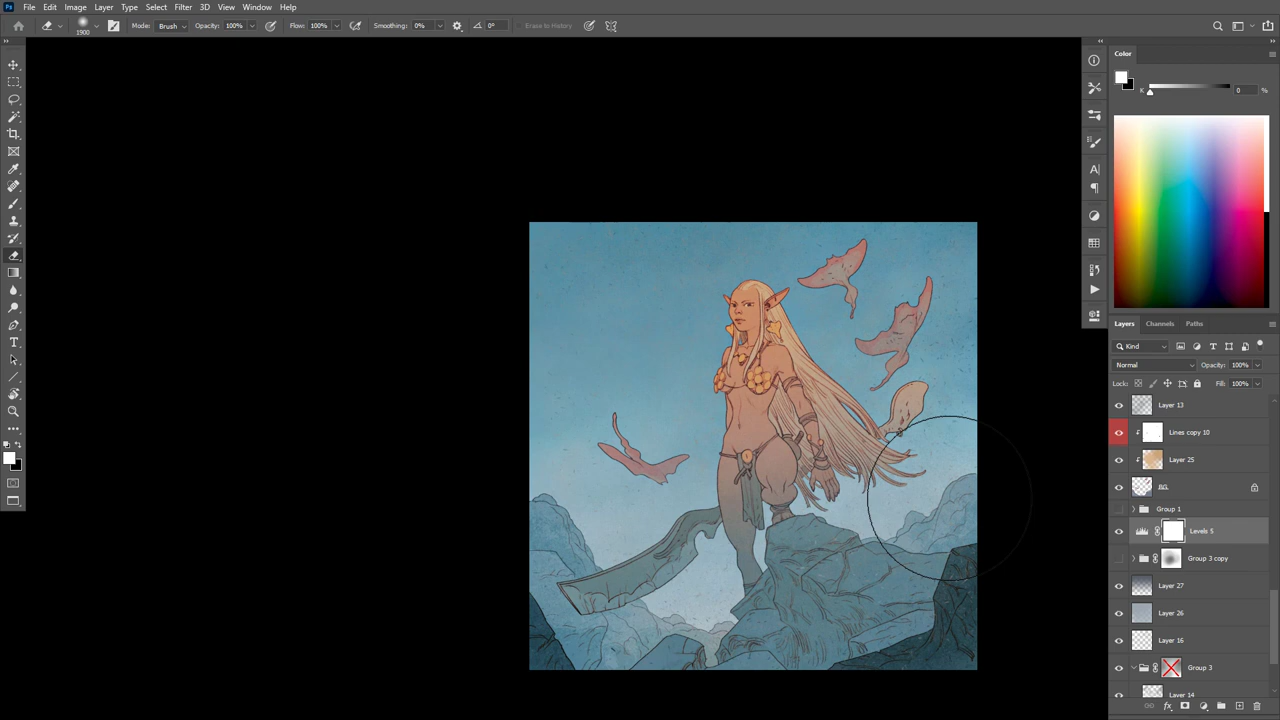 Ps File Edit Image Layer Type Select Filter 3D View Window Help
1900 Mode: Brush Opacity: 100% Flow: 100% Smoothing: 0% 0° Erase to History
Color
K 0 %
Layers Channels Paths
Kind
Normal Opacity: 100%
Lock: Fill: 100%
Layer 13
Lines copy 10
Layer 25
BG
Group 1
Levels 5
Group 3 copy
Layer 27
Layer 26
Layer 16
Group 3
Layer 14
fx